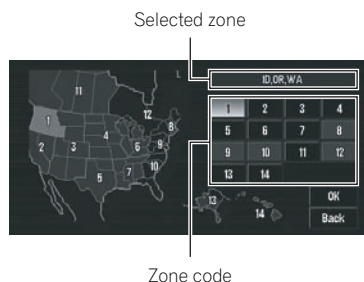 Selected zone
ID,OR,WA
11
1
12
8
4
2
3
6
9
7
10
5
13
14
1 2 3 4
5 6 7 8
9 10 11 12
13 14
OK
Back
Zone code